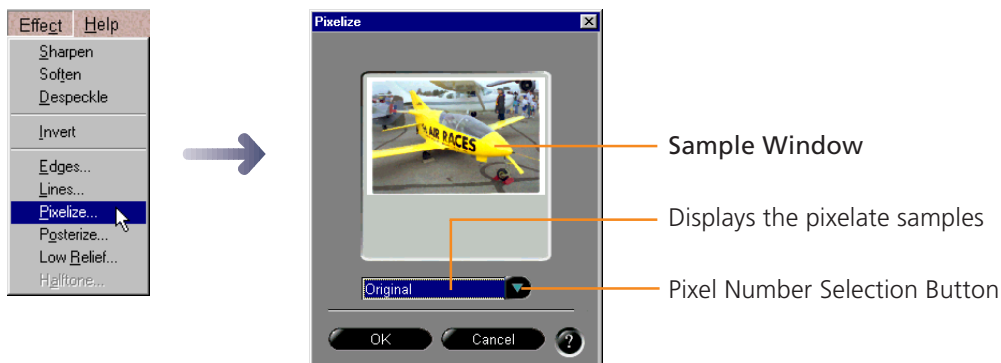 Effect Help
Sharpen
Soften
Despeckle
Invert
Edges...
Lines...
Pixelize...
Posterize...
Low Relief...
Halftone...
Pixelize
AIR RACES
Original
OK
Cancel
?
Sample Window
Displays the pixelate samples
Pixel Number Selection Button